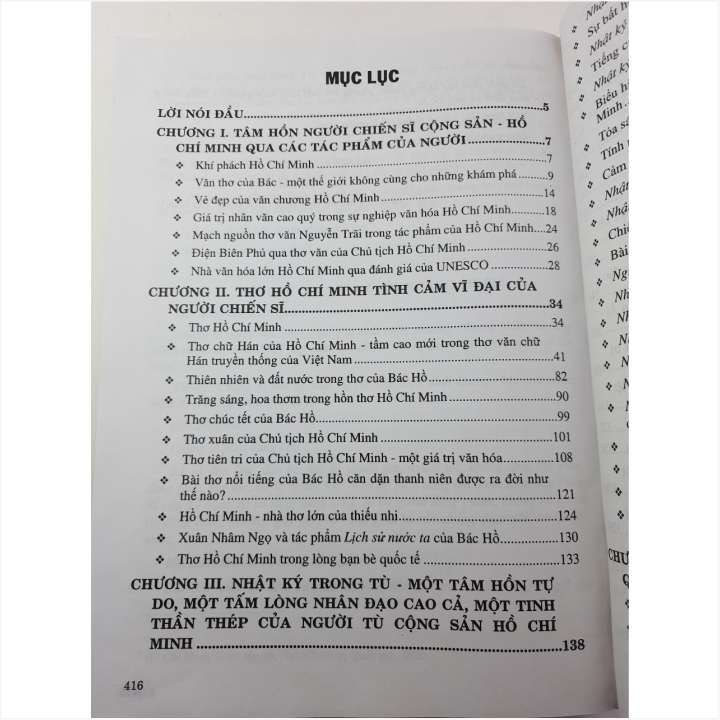 MỤC LỤC
LỜI NÓI ĐẦU.....5
CHƯƠNG I. TÂM HỒN NGƯỜI CHIẾN SĨ CỘNG SẢN - HỒ
CHÍ MINH QUA CÁC TÁC PHẨM CỦA NGƯỜI.....7
❖ Khí phách Hồ Chí Minh.....7
❖ Văn thơ của Bác - một thế giới không cùng cho những khám phá.....9
❖ Vẻ đẹp của văn chương Hồ Chí Minh.....14
❖ Giá trị nhân văn cao quý trong sự nghiệp văn hóa Hồ Chí Minh.....18
❖ Mạch nguồn thơ văn Nguyễn Trãi trong tác phẩm của Hồ Chí Minh.....24
❖ Điện Biên Phủ qua thơ văn của Chủ tịch Hồ Chí Minh.....26
❖ Nhà văn hóa lớn Hồ Chí Minh qua đánh giá của UNESCO.....28
CHƯƠNG II. THƠ HỒ CHÍ MINH TÌNH CẢM VĨ ĐẠI CỦA
NGƯỜI CHIẾN SĨ.....34
❖ Thơ Hồ Chí Minh.....34
❖ Thơ chữ Hán của Hồ Chí Minh - tầm cao mới trong thơ văn chữ
Hán truyền thống của Việt Nam.....41
❖ Thiên nhiên và đất nước trong thơ của Bác Hồ.....82
❖ Trăng sáng, hoa thơm trong hồn thơ Hồ Chí Minh.....90
❖ Thơ chúc tết của Bác Hồ.....99
❖ Thơ xuân của Chủ tịch Hồ Chí Minh.....101
❖ Thơ tiên tri của Chủ tịch Hồ Chí Minh - một giá trị văn hóa.....108
❖ Bài thơ nổi tiếng của Bác Hồ căn dặn thanh niên được ra đời như
thế nào?.....121
❖ Hồ Chí Minh - nhà thơ lớn của thiếu nhi.....124
❖ Xuân Nhâm Ngọ và tác phẩm Lịch sử nước ta của Bác Hồ.....130
❖ Thơ Hồ Chí Minh trong lòng bạn bè quốc tế.....133
CHƯƠNG III. NHẬT KÝ TRONG TÙ - MỘT TÂM HỒN TỰ
DO, MỘT TẤM LÒNG NHÂN ĐẠO CAO CẢ, MỘT TINH
THẦN THÉP CỦA NGƯỜI TÙ CỘNG SẢN HỒ CHÍ
MINH.....138
416
❖ Sự bất
❖ Nhật ký
❖ Tiếng
❖ Nhật ký
❖ Biểu
Minh
❖ Tòa
❖ Tính
❖ Cảm
❖ Nhật
❖ Bài